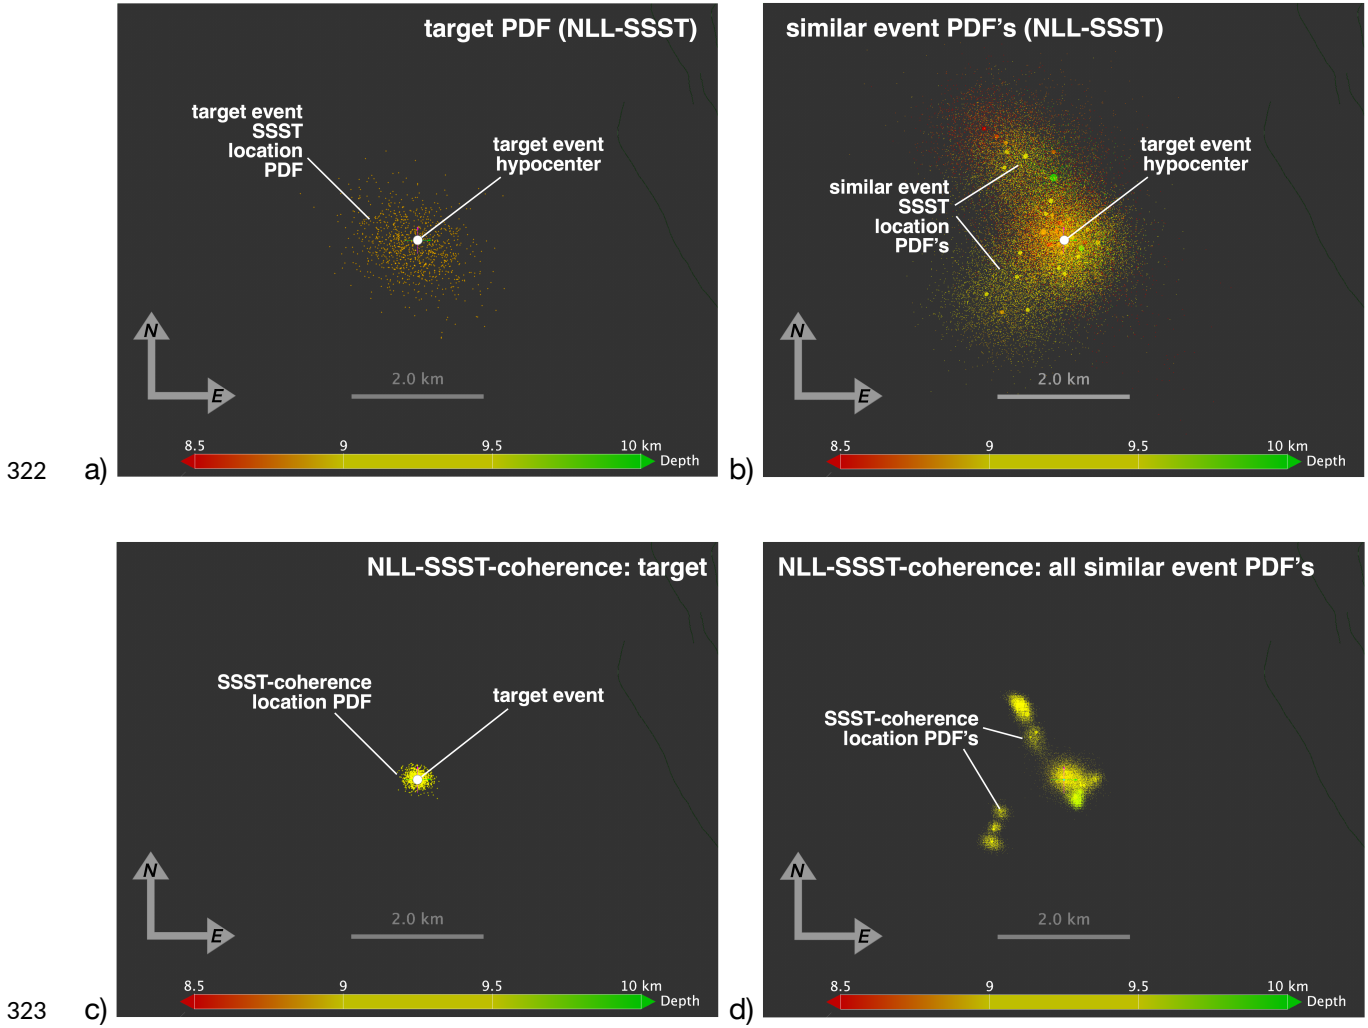 target PDF (NLL-SSST)
target event
SSST
location
PDF
target event
hypocenter
N
E
2.0 km
8.5
9
9.5
10 km
Depth
322
a)
similar event PDF's (NLL-SSST)
target event
hypocenter
similar event
SSST
location
PDF's
N
E
2.0 km
8.5
9
9.5
10 km
Depth
b)
NLL-SSST-coherence: target
SSST-coherence
location PDF
target event
N
E
2.0 km
8.5
9
9.5
10 km
Depth
323
c)
NLL-SSST-coherence: all similar event PDF's
SSST-coherence
location PDF's
N
E
2.0 km
8.5
9
9.5
10 km
Depth
d)